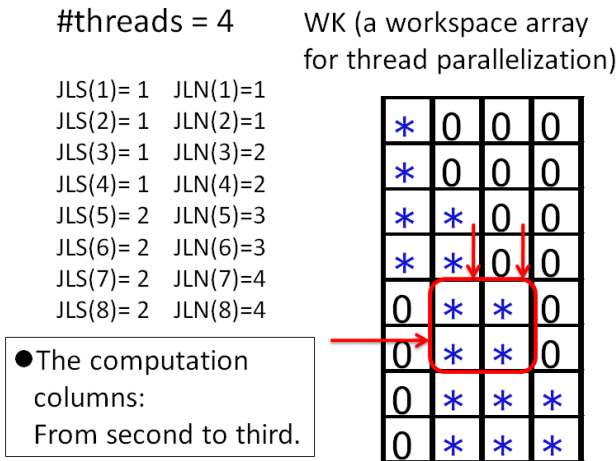 #threads = 4
WK (a workspace array
for thread parallelization)
JLS(1)= 1 JLN(1)=1
JLS(2)= 1 JLN(2)=1
JLS(3)= 1 JLN(3)=2
JLS(4)= 1 JLN(4)=2
JLS(5)= 2 JLN(5)=3
JLS(6)= 2 JLN(6)=3
JLS(7)= 2 JLN(7)=4
JLS(8)= 2 JLN(8)=4
●The computation
columns:
From second to third.
* 0 0 0
* 0 0 0
* * 0 0
* * 0 0
0 * * 0
0 * * 0
0 * * *
0 * * *